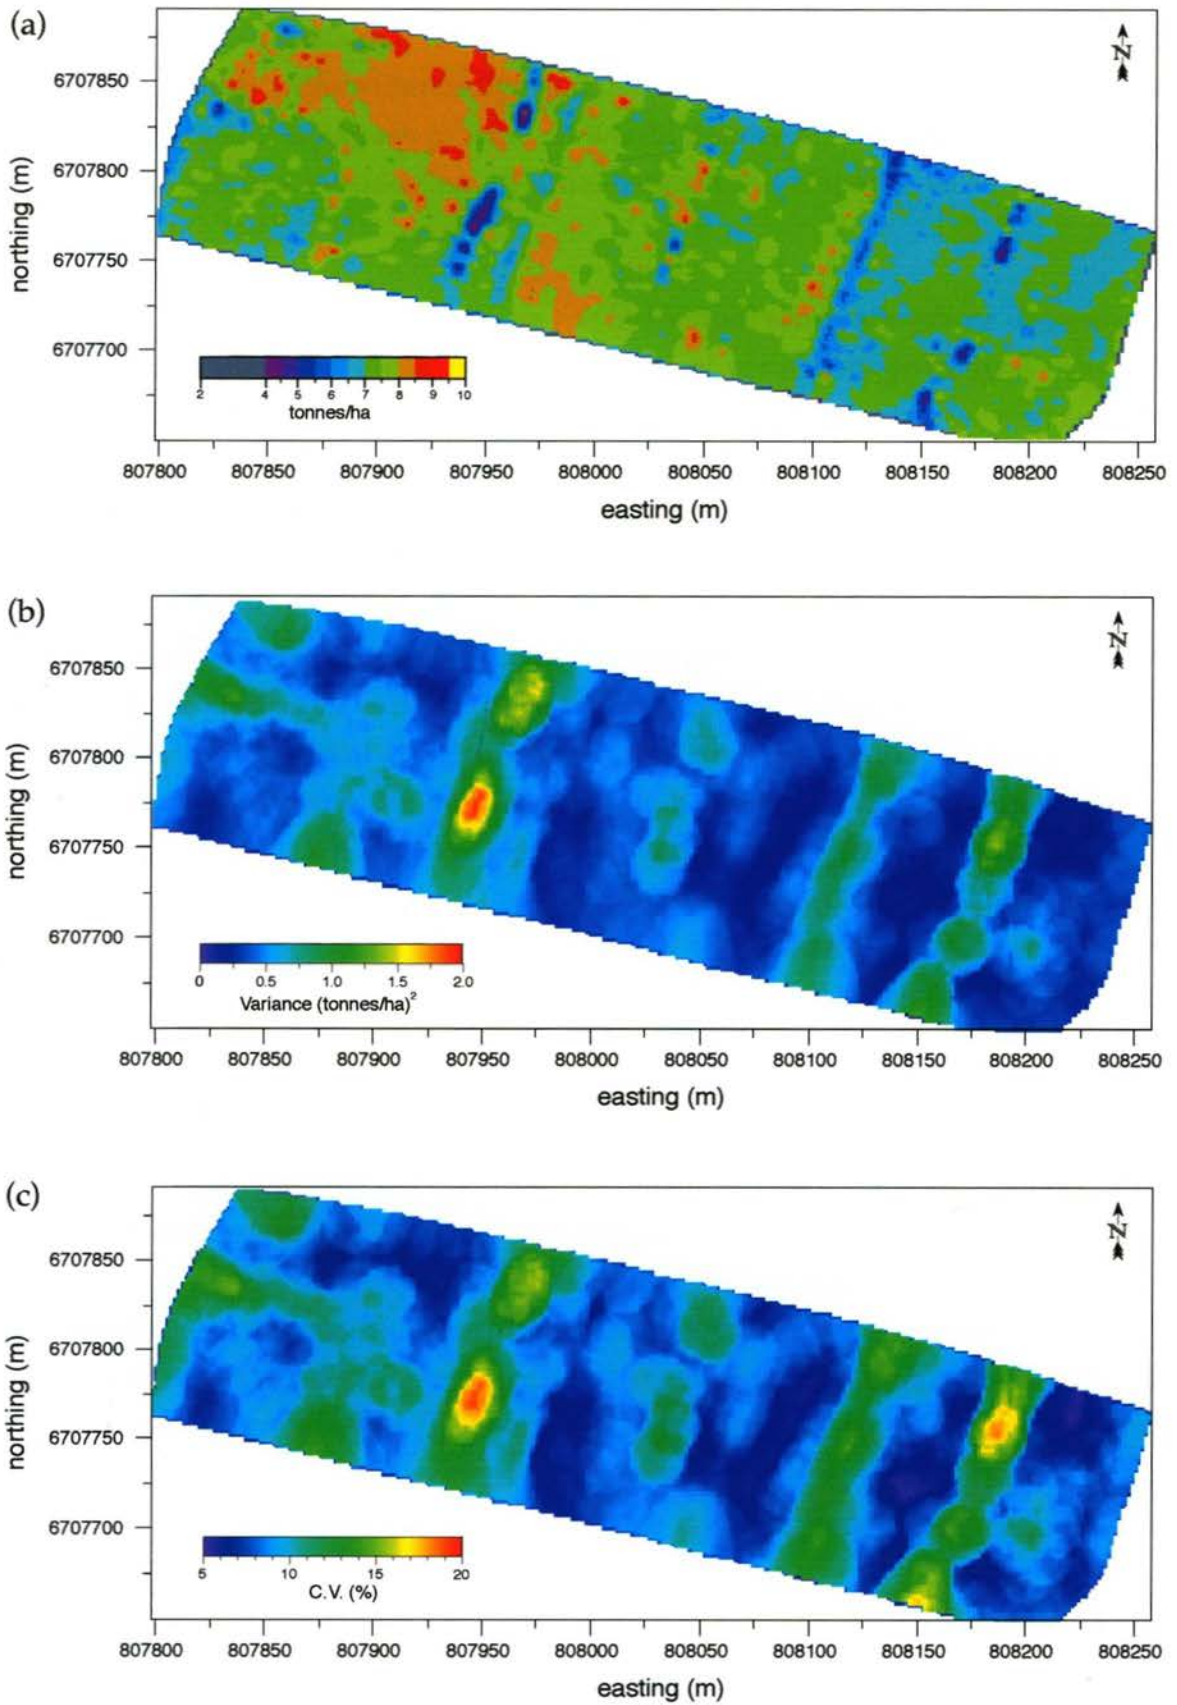 (a)
N
northing (m)
6707850
6707800
6707750
6707700
2 4 5 6 7 8 9 10
tonnes/ha
807800 807850 807900 807950 808000 808050 808100 808150 808200 808250
easting (m)
(b)
N
northing (m)
6707850
6707800
6707750
6707700
0 0.5 1.0 1.5 2.0
Variance (tonnes/ha)²
807800 807850 807900 807950 808000 808050 808100 808150 808200 808250
easting (m)
(c)
N
northing (m)
6707850
6707800
6707750
6707700
5 10 15 20
C.V. (%)
807800 807850 807900 807950 808000 808050 808100 808150 808200 808250
easting (m)